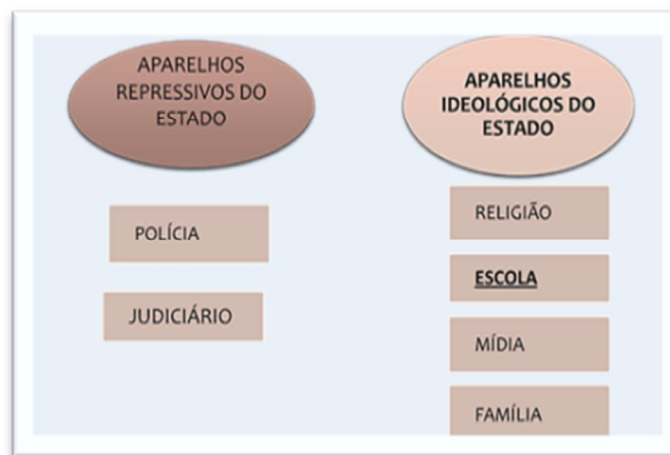 APARELHOS
REPRESSIVOS DO
ESTADO
POLÍCIA
JUDICIÁRIO
APARELHOS
IDEOLÓGICOS DO
ESTADO
RELIGIÃO
ESCOLA
MÍDIA
FAMÍLIA